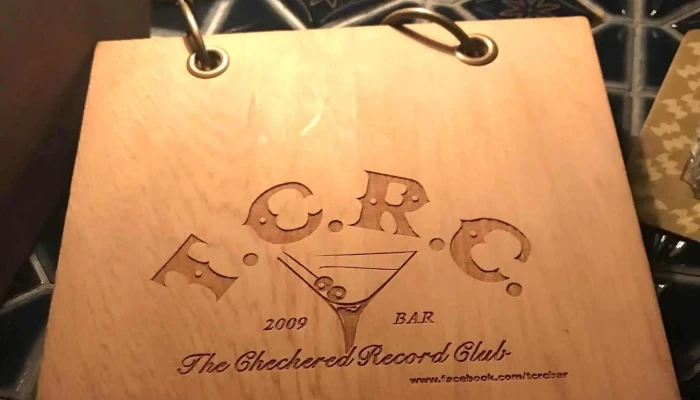 T.C.R.C.
2009 BAR
The Checkered Record Club
www.facebook.com/tcrcbar